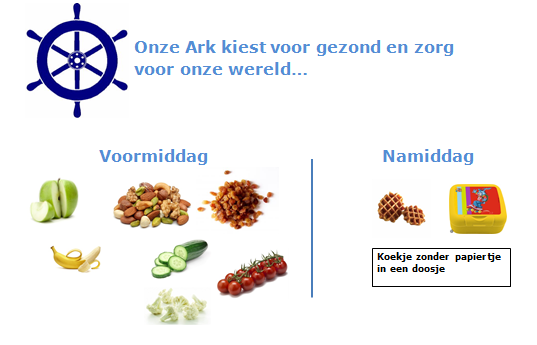 Onze Ark kiest voor gezond en zorg
voor onze wereld...
Voormiddag
Namiddag
Koekje zonder papiertje
in een doosje